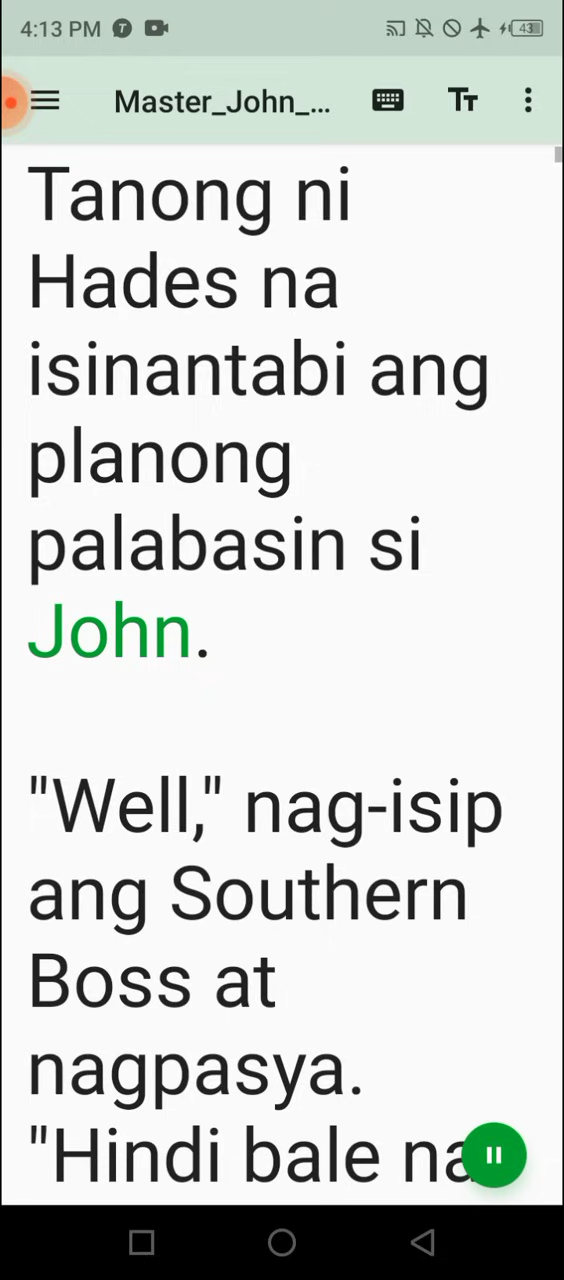 4:13 PM
43
Master_John_...
Tanong ni
Hades na
isinantabi ang
planong
palabasin si
John.
"Well," nag-isip
ang Southern
Boss at
nagpasya.
"Hindi bale na